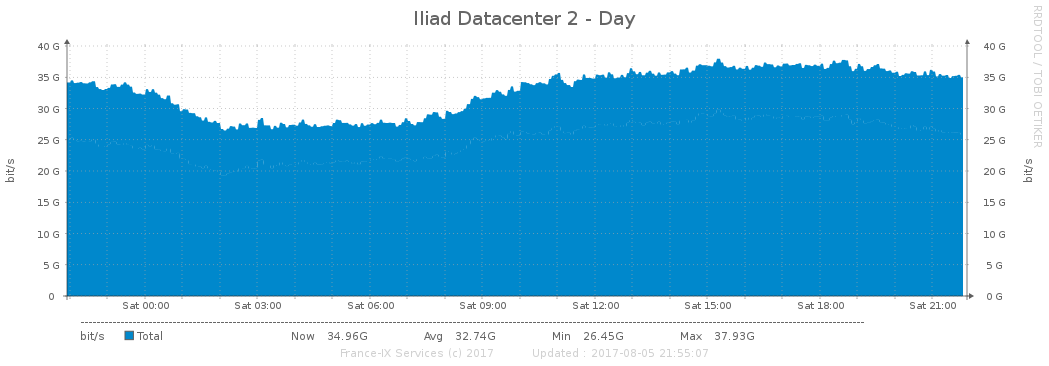 Iliad Datacenter 2 - Day
RRDTOOL / TOBI OETIKER
40 G 40 G
35 G 35 G
30 G 30 G
25 G 25 G
20 G 20 G
15 G 15 G
10 G 10 G
5 G 5 G
0 0 G
bit/s bit/s
Sat 00:00 Sat 03:00 Sat 06:00 Sat 09:00 Sat 12:00 Sat 15:00 Sat 18:00 Sat 21:00
bit/s Total Now 34.96G Avg 32.74G Min 26.45G Max 37.93G
France-IX Services (c) 2017 Updated : 2017-08-05 21:55:07